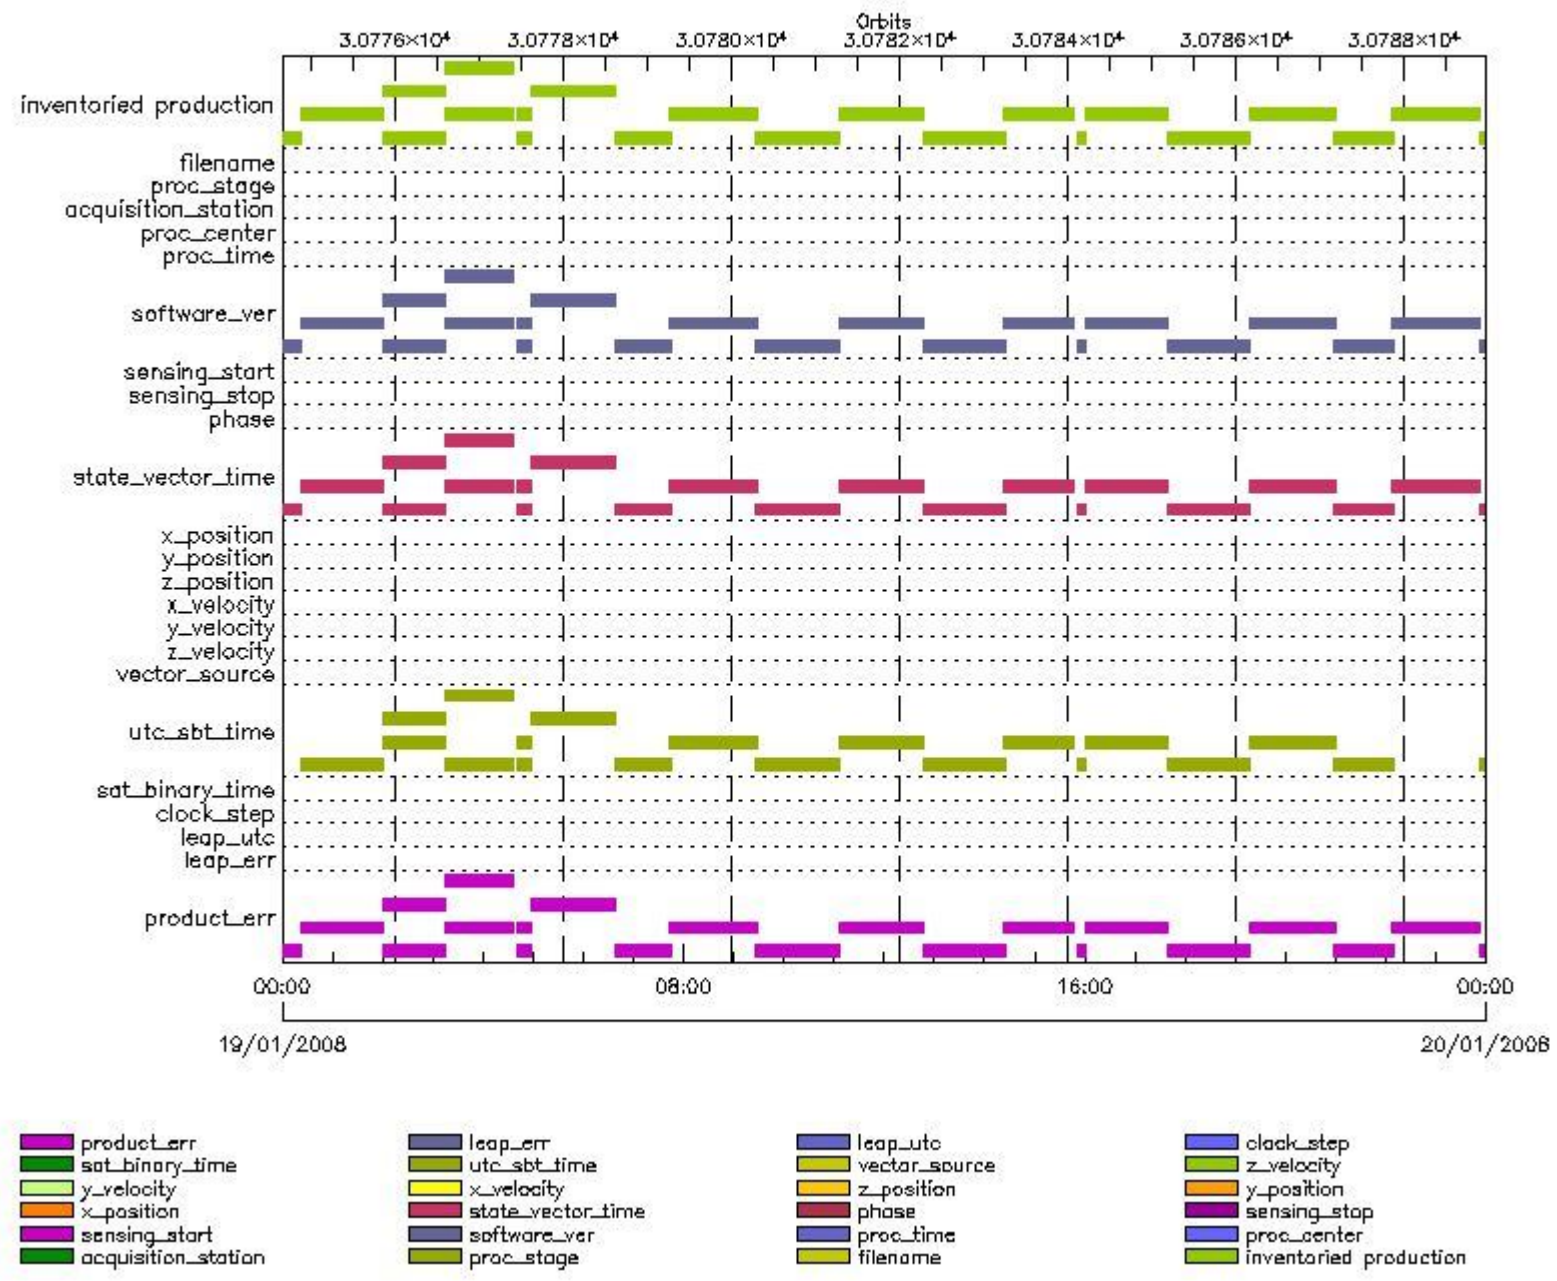 Orbits
3.0776×10⁴ 3.0778×10⁴ 3.0780×10⁴ 3.0782×10⁴ 3.0784×10⁴ 3.0786×10⁴ 3.0788×10⁴
inventoried production
filename
proc_stage
acquisition_station
proc_center
proc_time
software_ver
sensing_start
sensing_stop
phase
state_vector_time
x_position
y_position
z_position
x_velocity
y_velocity
z_velocity
vector_source
utc_sbt_time
sat_binary_time
clock_step
leap_utc
leap_err
product_err
00:00 08:00 16:00 00:00
19/01/2008 20/01/2008
product_err leap_err leap_utc clock_step
sat_binary_time utc_sbt_time vector_source z_velocity
y_velocity x_velocity z_position y_position
x_position state_vector_time phase sensing_stop
sensing_start software_ver proc_time proc_center
acquisition_station proc_stage filename inventoried production